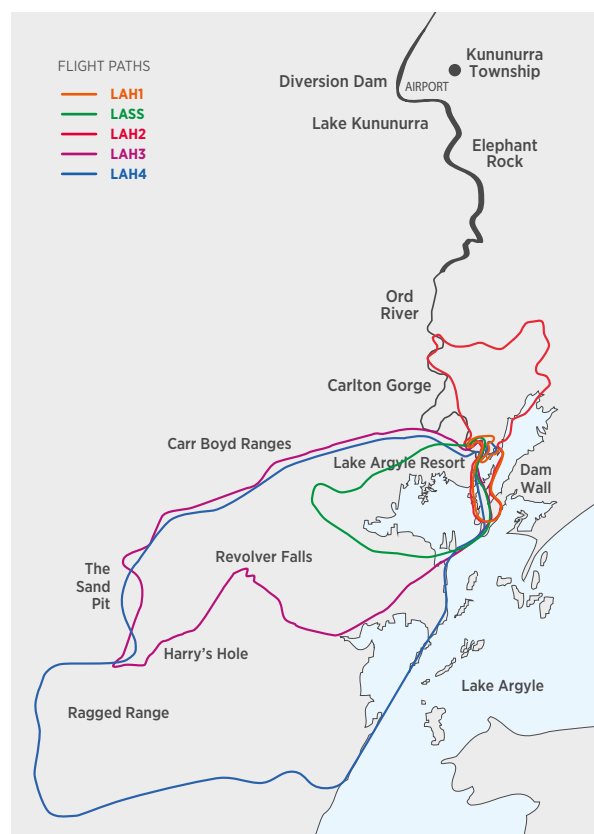 Kununurra
Township
FLIGHT PATHS
Diversion Dam
AIRPORT
LAH1
LASS
Lake Kununurra
LAH2
Elephant
Rock
LAH3
LAH4
Ord
River
Carlton Gorge
Carr Boyd Ranges
Lake Argyle Resort
Dam
Wall
Revolver Falls
The
Sand
Pit
Harry's Hole
Lake Argyle
Ragged Range